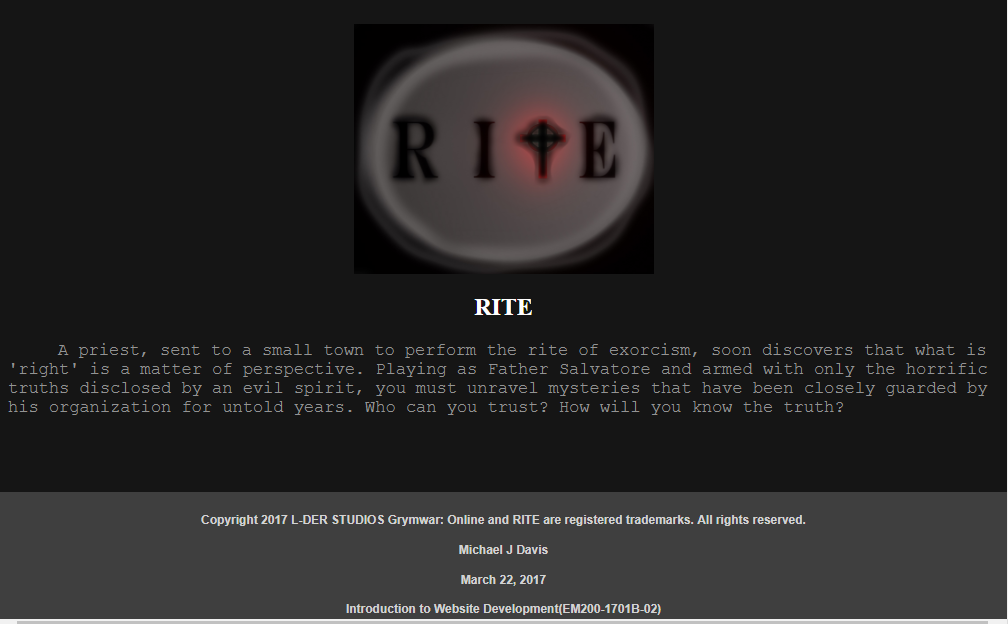 R I T E
RITE
A priest, sent to a small town to perform the rite of exorcism, soon discovers that what is
'right' is a matter of perspective. Playing as Father Salvatore and armed with only the horrific
truths disclosed by an evil spirit, you must unravel mysteries that have been closely guarded by
his organization for untold years. Who can you trust? How will you know the truth?
Copyright 2017 L-DER STUDIOS Grymwar: Online and RITE are registered trademarks. All rights reserved.
Michael J Davis
March 22, 2017
Introduction to Website Development(EM200-1701B-02)